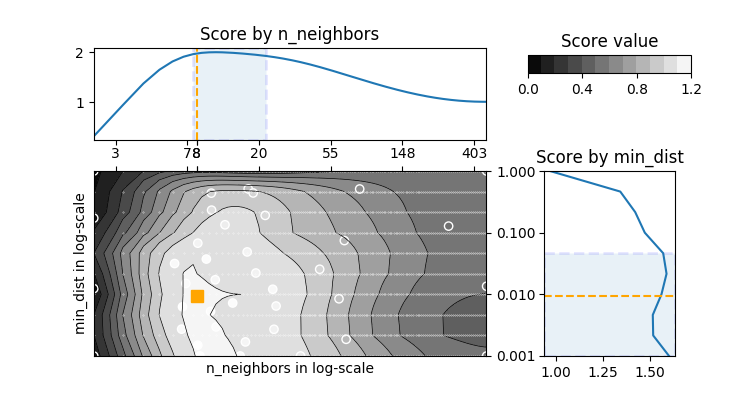 Score by n_neighbors
Score value
2
1
0.0 0.4 0.8 1.2
3 7 8 20 55 148 403
Score by min_dist
min_dist in log-scale
1.000
0.100
0.010
0.001
n_neighbors in log-scale
1.00 1.25 1.50